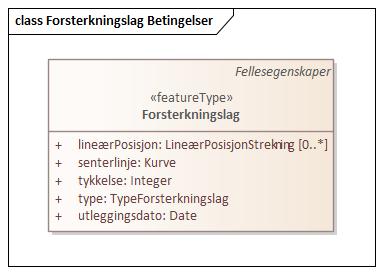 class Forsterkningslag Betingelser
Fellesegenskaper
«featureType»
Forsterkningslag
+ lineærPosisjon: LineærPosisjonStrekning [0..*]
+ senterlinje: Kurve
+ tykkelse: Integer
+ type: TypeForsterkningslag
+ utleggingsdato: Date